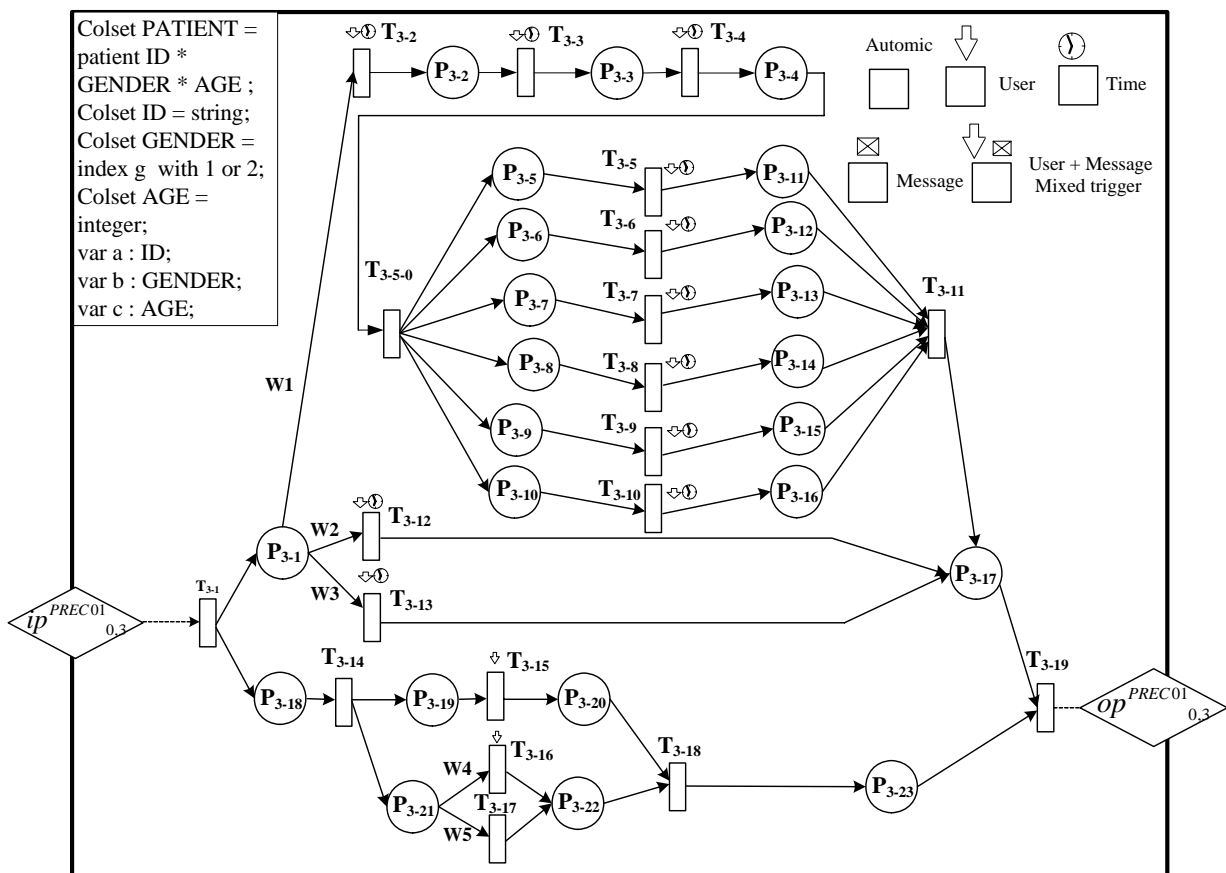 Colset PATIENT =
patient ID *
GENDER * AGE ;
Colset ID = string;
Colset GENDER =
index g with 1 or 2;
Colset AGE =
integer;
var a : ID;
var b : GENDER;
var c : AGE;
T3-2
T3-3
T3-4
P3-2
P3-3
P3-4
Automic
User
Time
Message
User + Message
Mixed trigger
T3-5
P3-5
P3-11
T3-6
P3-6
P3-12
T3-5-0
T3-7
P3-7
P3-13
T3-11
T3-8
P3-8
P3-14
W1
T3-9
P3-9
P3-15
T3-10
P3-10
P3-16
T3-12
W2
P3-1
P3-17
W3
T3-13
T3-1
ip PREC01 0,3
T3-14
T3-15
T3-19
P3-18
P3-19
P3-20
op PREC01 0,3
T3-16
T3-18
W4
P3-21
T3-17
P3-22
P3-23
W5